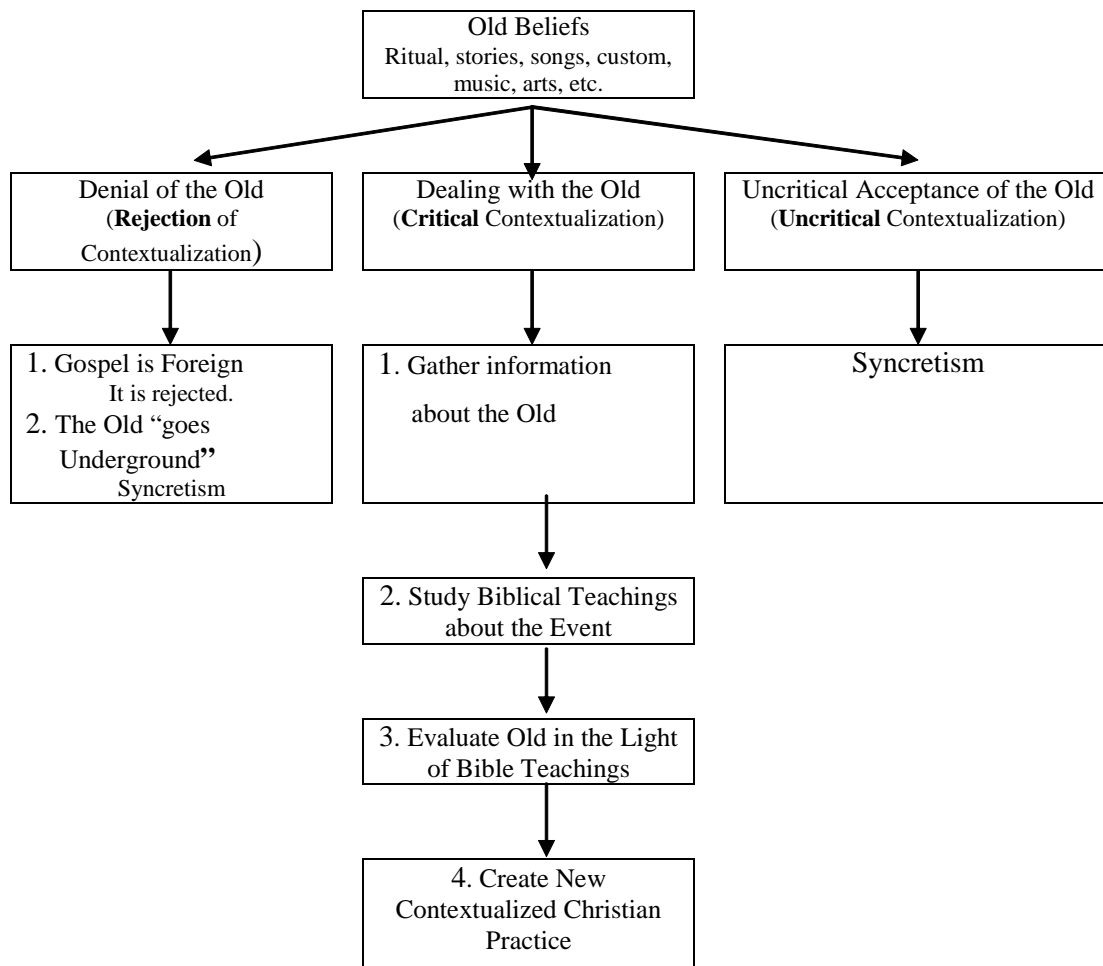 Old Beliefs
Ritual, stories, songs, custom,
music, arts, etc.
Denial of the Old
(Rejection of
Contextualization)
Dealing with the Old
(Critical Contextualization)
Uncritical Acceptance of the Old
(Uncritical Contextualization)
1. Gospel is Foreign
It is rejected.
2. The Old “goes
Underground”
Syncretism
1. Gather information
about the Old
Syncretism
2. Study Biblical Teachings
about the Event
3. Evaluate Old in the Light
of Bible Teachings
4. Create New
Contextualized Christian
Practice